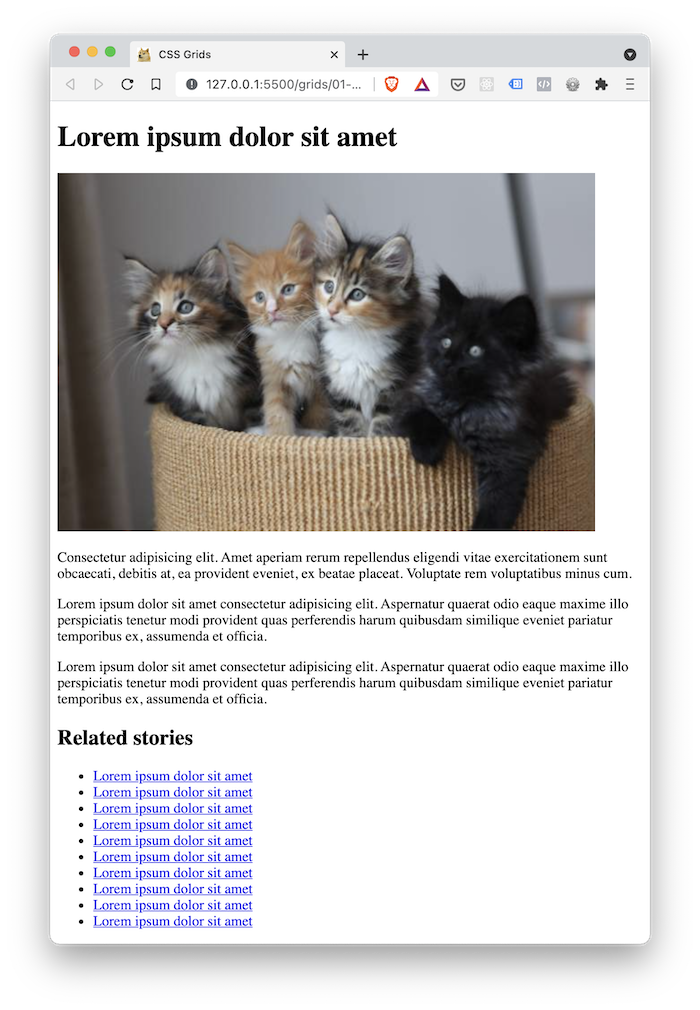 CSS Grids
127.0.0.1:5500/grids/01-...
Lorem ipsum dolor sit amet
Consectetur adipisicing elit. Amet aperiam rerum repellendus eligendi vitae exercitationem sunt
obcaecati, debitis at, ea provident eveniet, ex beatae placeat. Voluptate rem voluptatibus minus cum.
Lorem ipsum dolor sit amet consectetur adipisicing elit. Aspernatur quaerat odio eaque maxime illo
perspiciatis tenetur modi provident quas perferendis harum quibusdam similique eveniet pariatur
temporibus ex, assumenda et officia.
Lorem ipsum dolor sit amet consectetur adipisicing elit. Aspernatur quaerat odio eaque maxime illo
perspiciatis tenetur modi provident quas perferendis harum quibusdam similique eveniet pariatur
temporibus ex, assumenda et officia.
Related stories
Lorem ipsum dolor sit amet
Lorem ipsum dolor sit amet
Lorem ipsum dolor sit amet
Lorem ipsum dolor sit amet
Lorem ipsum dolor sit amet
Lorem ipsum dolor sit amet
Lorem ipsum dolor sit amet
Lorem ipsum dolor sit amet
Lorem ipsum dolor sit amet
Lorem ipsum dolor sit amet